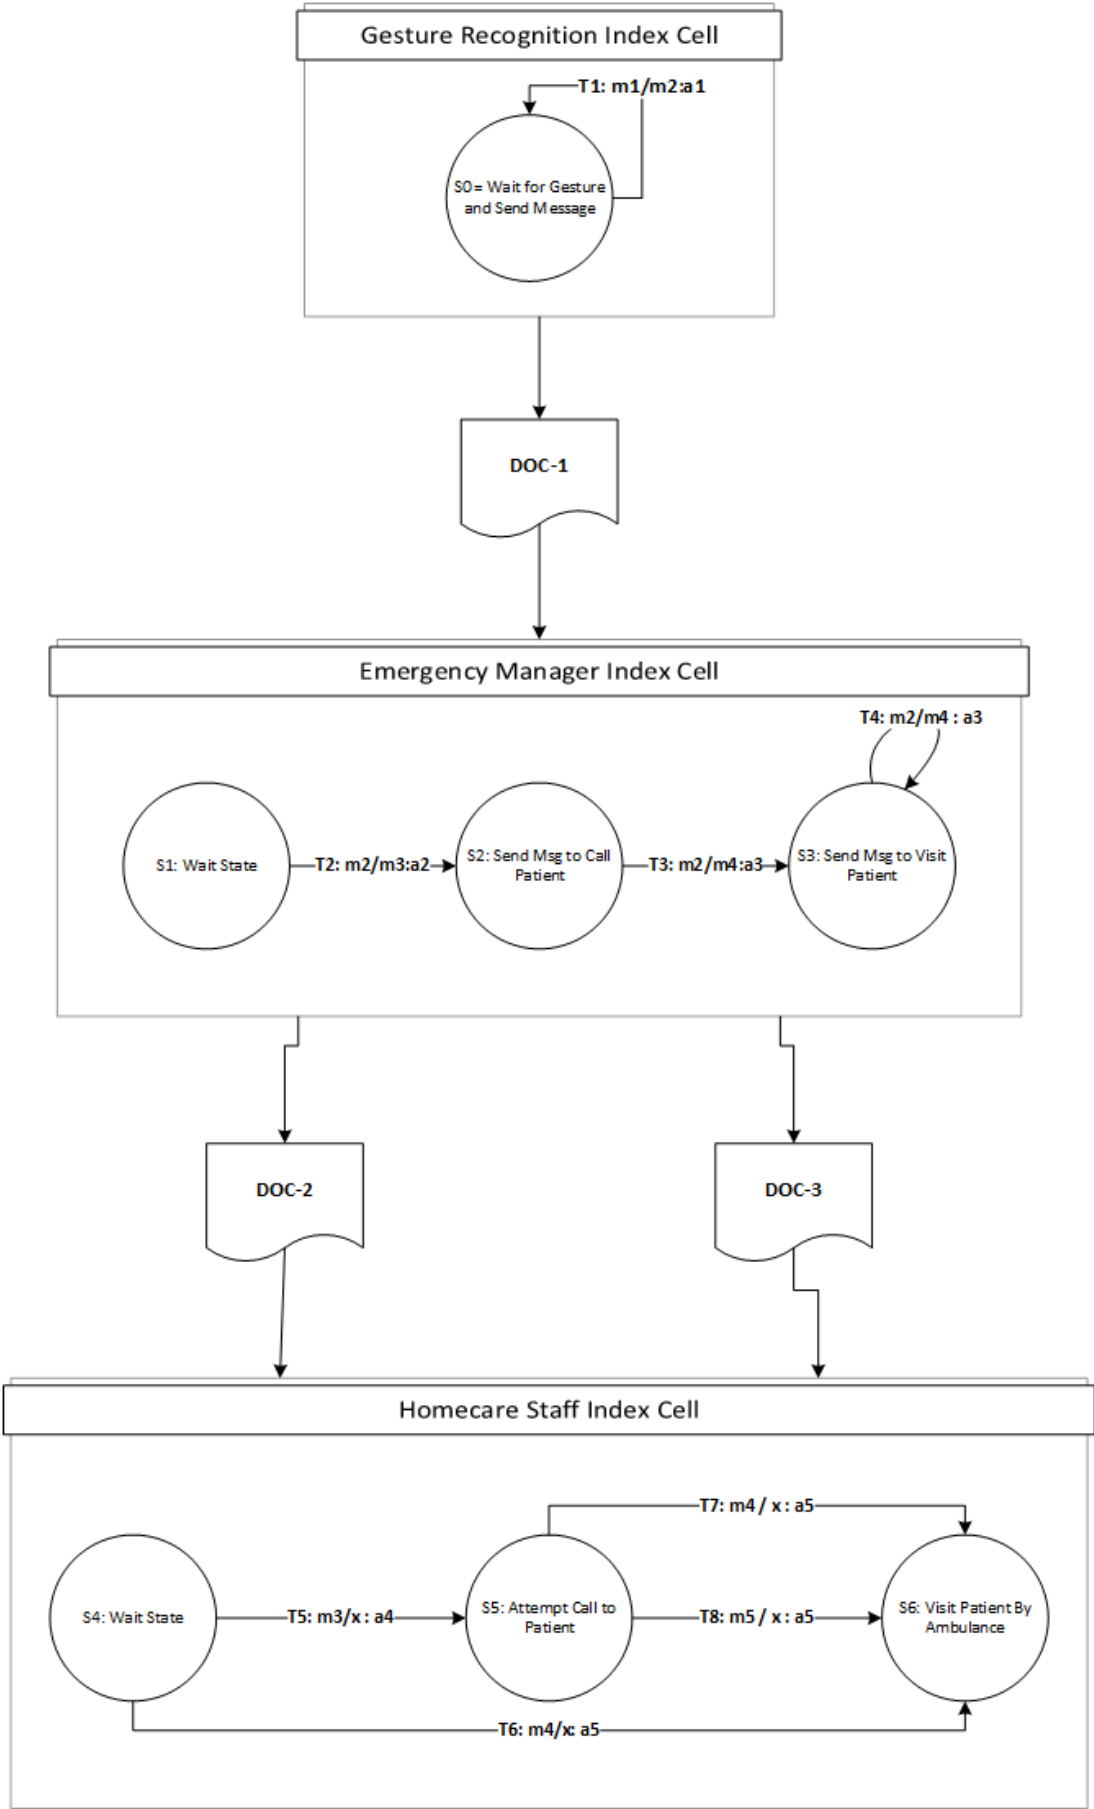 Gesture Recognition Index Cell
T1: m1/m2:a1
S0= Wait for Gesture
and Send Message
DOC-1
Emergency Manager Index Cell
T4: m2/m4 : a3
S1: Wait State
T2: m2/m3:a2
S2: Send Msg to Call
Patient
T3: m2/m4:a3
S3: Send Msg to Visit
Patient
DOC-2
DOC-3
Homecare Staff Index Cell
T7: m4 / x : a5
S4: Wait State
T5: m3/x : a4
S5: Attempt Call to
Patient
T8: m5 / x : a5
S6: Visit Patient By
Ambulance
T6: m4/x: a5